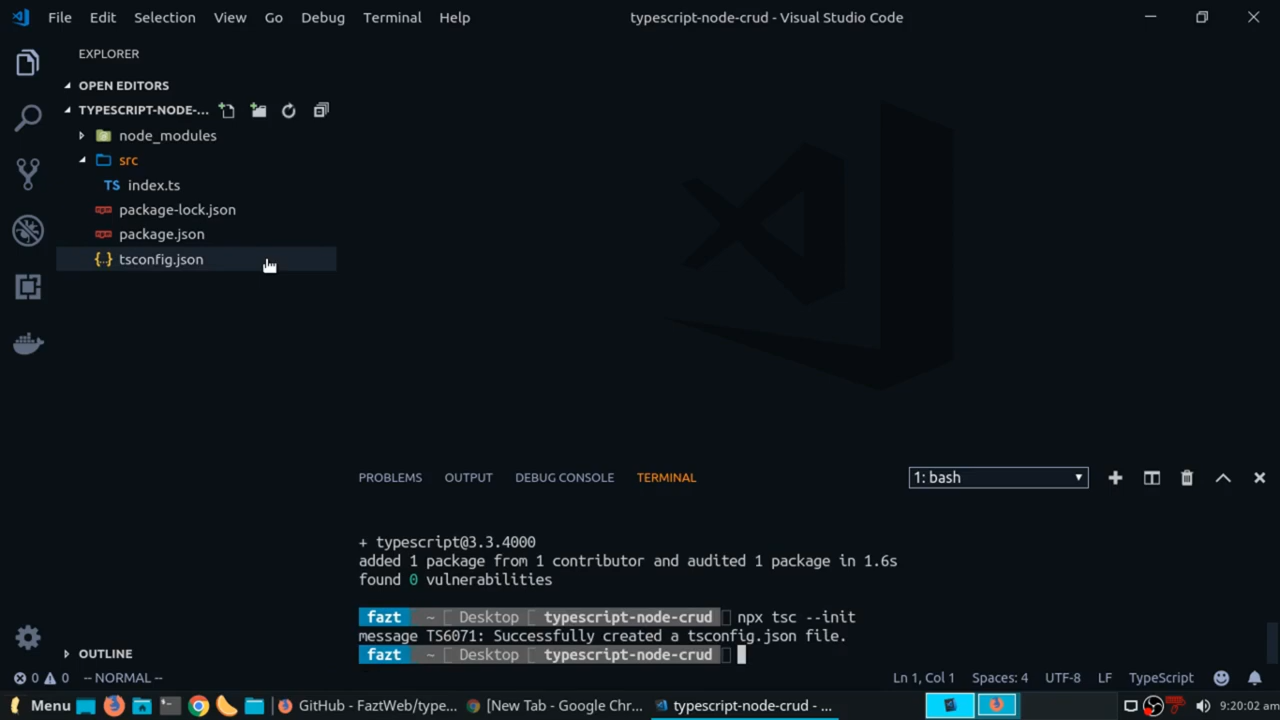 File Edit Selection View Go Debug Terminal Help
typescript-node-crud - Visual Studio Code
EXPLORER
OPEN EDITORS
TYPESCRIPT-NODE-...
node_modules
src
TS index.ts
package-lock.json
package.json
{..} tsconfig.json
OUTLINE
PROBLEMS OUTPUT DEBUG CONSOLE TERMINAL
1: bash
+ typescript@3.3.4000
added 1 package from 1 contributor and audited 1 package in 1.6s
found 0 vulnerabilities
fazt ~ Desktop typescript-node-crud npx tsc --init
message TS6071: Successfully created a tsconfig.json file.
fazt ~ Desktop typescript-node-crud
0 0 -- NORMAL -- Ln 1, Col 1 Spaces: 4 UTF-8 LF TypeScript
Menu GitHub - FaztWeb/type... [New Tab - Google Chr... typescript-node-crud - ... 9:20:02 am